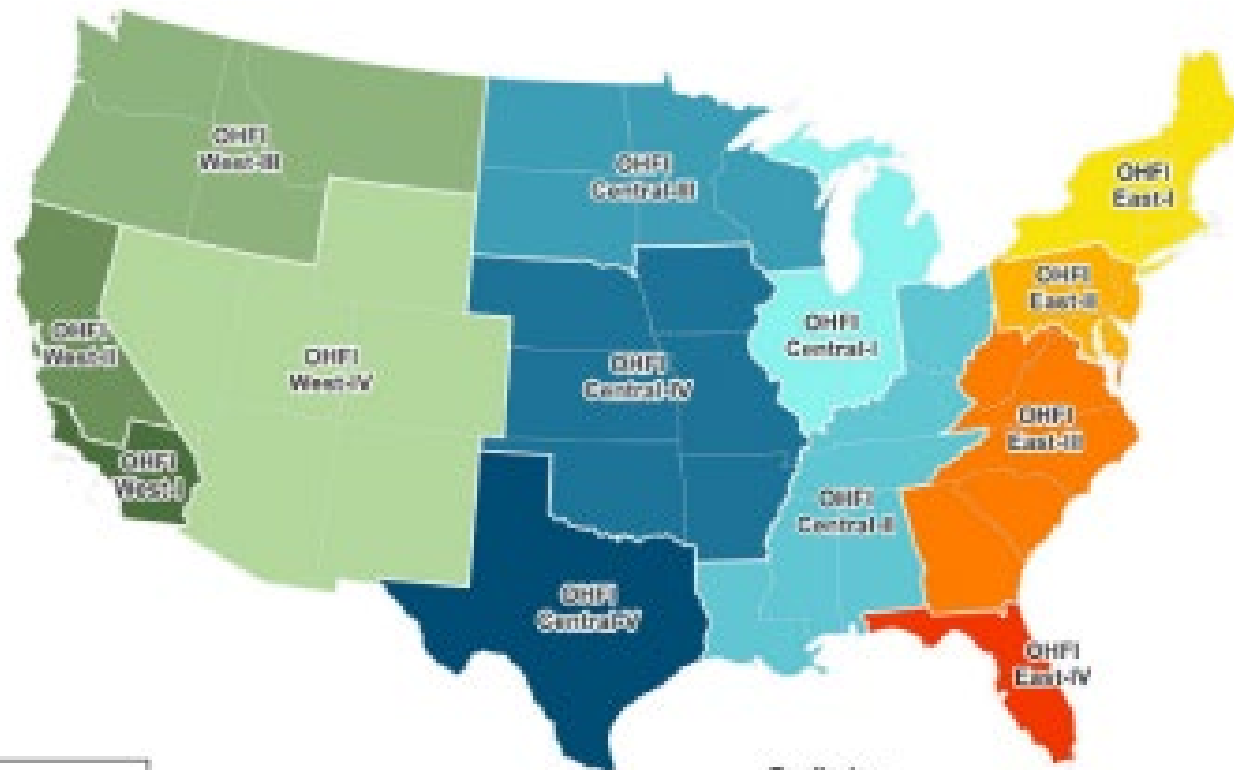 OHFI
West-III
OHFI
Central-III
OHFI
East-I
OHFI
East-II
OHFI
West-II
OHFI
West-IV
OHFI
Central-I
OHFI
Central-IV
OHFI
East-III
OHFI
West-I
OHFI
Central-II
OHFI
Central-V
OHFI
East-IV